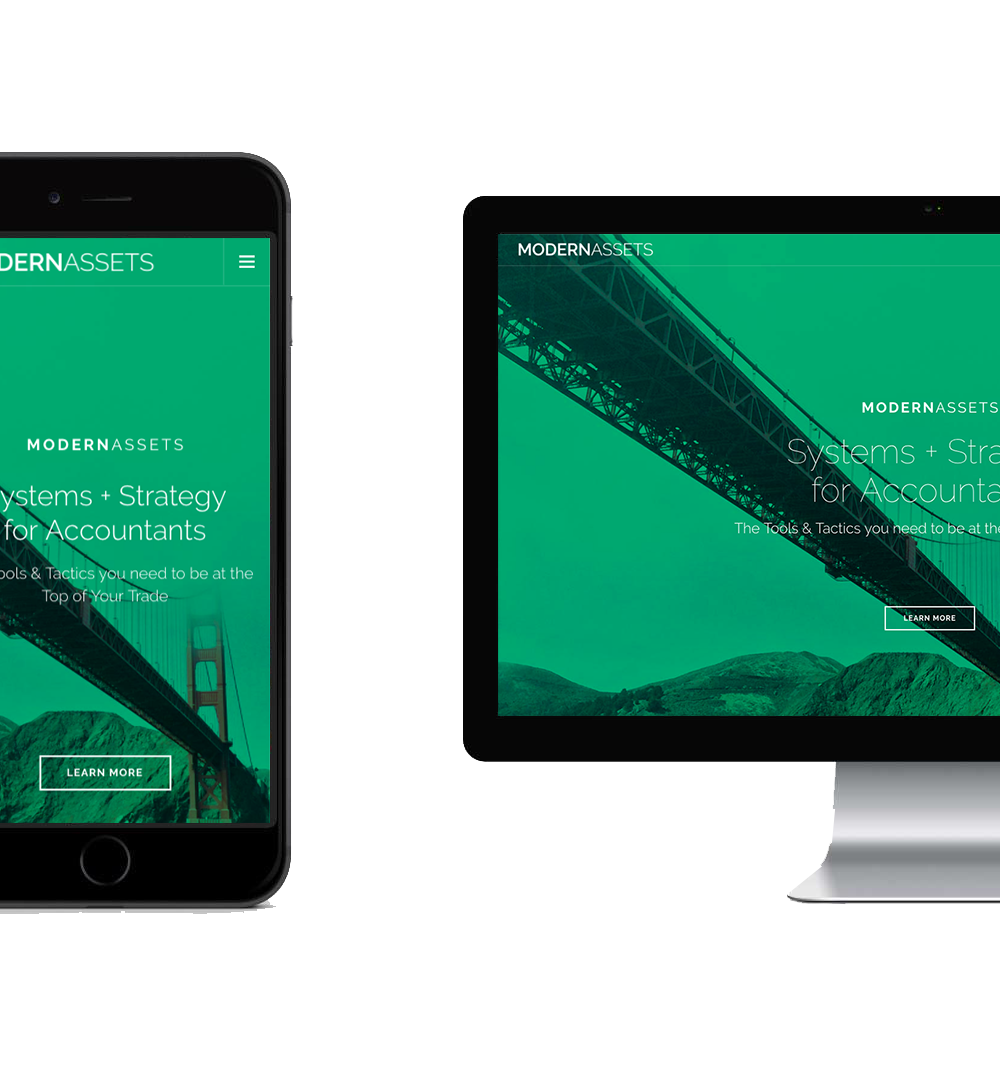 DERNASSETS
MODERNASSETS
ystems + Strategy
for Accountants
ools & Tactics you need to be at the
Top of Your Trade
LEARN MORE
MODERNASSETS
MODERNASSETS
Systems + Stra
for Accounta
The Tools & Tactics you need to be at the
LEARN MORE